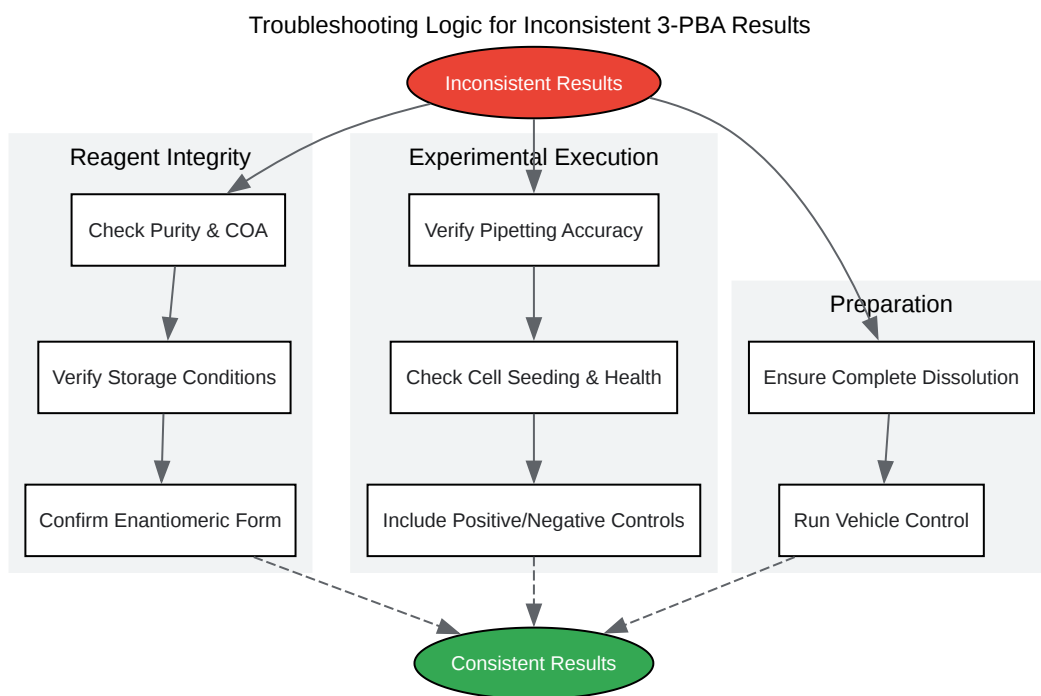 Troubleshooting Logic for Inconsistent 3-PBA Results
Inconsistent Results
Reagent Integrity
Check Purity & COA
Verify Storage Conditions
Confirm Enantiomeric Form
Experimental Execution
Verify Pipetting Accuracy
Check Cell Seeding & Health
Include Positive/Negative Controls
Preparation
Ensure Complete Dissolution
Run Vehicle Control
Consistent Results